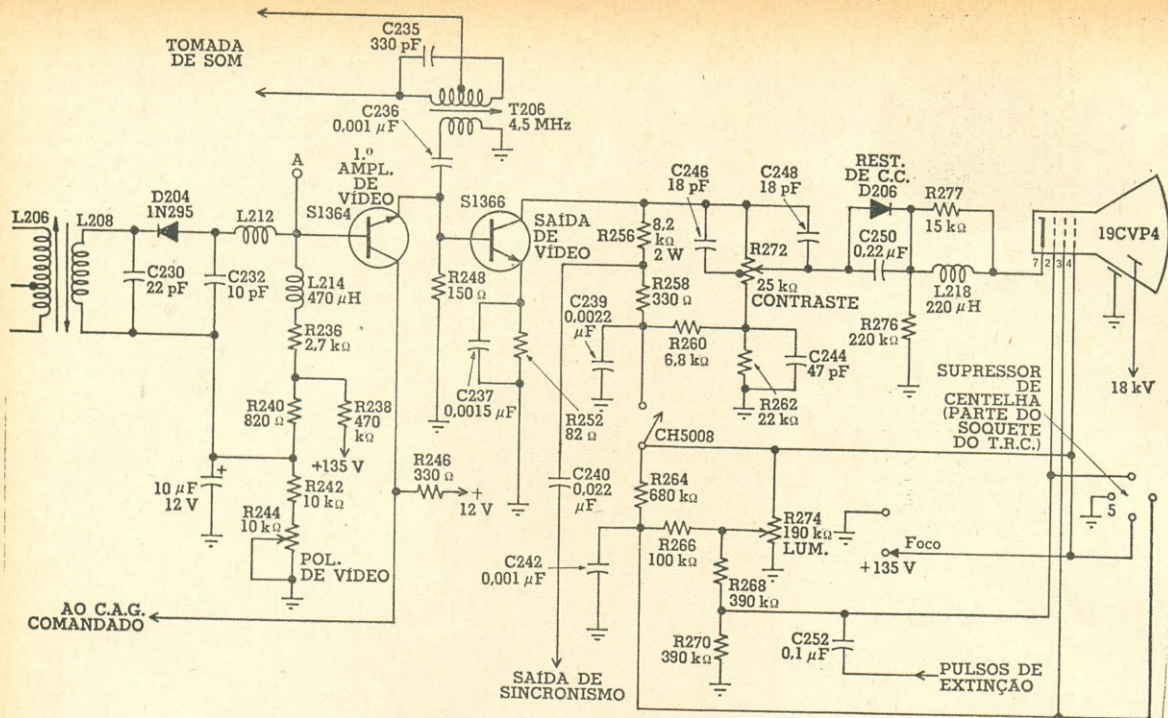 TOMADA
DE SOM
C235
330 pF
T206
4,5 MHz
C236
0,001 µF
A
1.º
AMPL.
DE
VÍDEO
S1364
S1366
SAÍDA
DE
VÍDEO
L206
L208
D204
1N295
L212
C230
22 pF
C232
10 pF
L214
470 µH
R236
2,7 kΩ
R240
820 Ω
R238
470
kΩ
+135 V
+
10 µF
12 V
R242
10 kΩ
R244
10 kΩ
POL.
DE VÍDEO
AO C.A.G.
COMANDADO
R248
150 Ω
C237
0,0015 µF
R252
82 Ω
R246
330 Ω
+
12 V
C246
18 pF
C248
18 pF
R256
8,2
kΩ
2 W
R272
25 kΩ
CONTRASTE
R258
330 Ω
C239
0,0022
µF
R260
6,8 kΩ
C244
47 pF
R262
22 kΩ
REST.
DE C.C.
D206
R277
15 kΩ
C250
0,22 µF
L218
220 µH
R276
220 kΩ
7
2
3
4
19CVP4
18 kV
SUPRESSOR
DE
CENTELHA
(PARTE DO
SOQUETE
DO T.R.C.)
5
CH5008
C240
0,022
µF
R264
680 kΩ
R274
190 kΩ
LUM.
R266
100 kΩ
Foco
+135 V
C242
0,001 µF
R268
390 kΩ
R270
390 kΩ
C252
0,1 µF
SAÍDA DE
SINCRONISMO
PULSOS DE
EXTINÇÃO